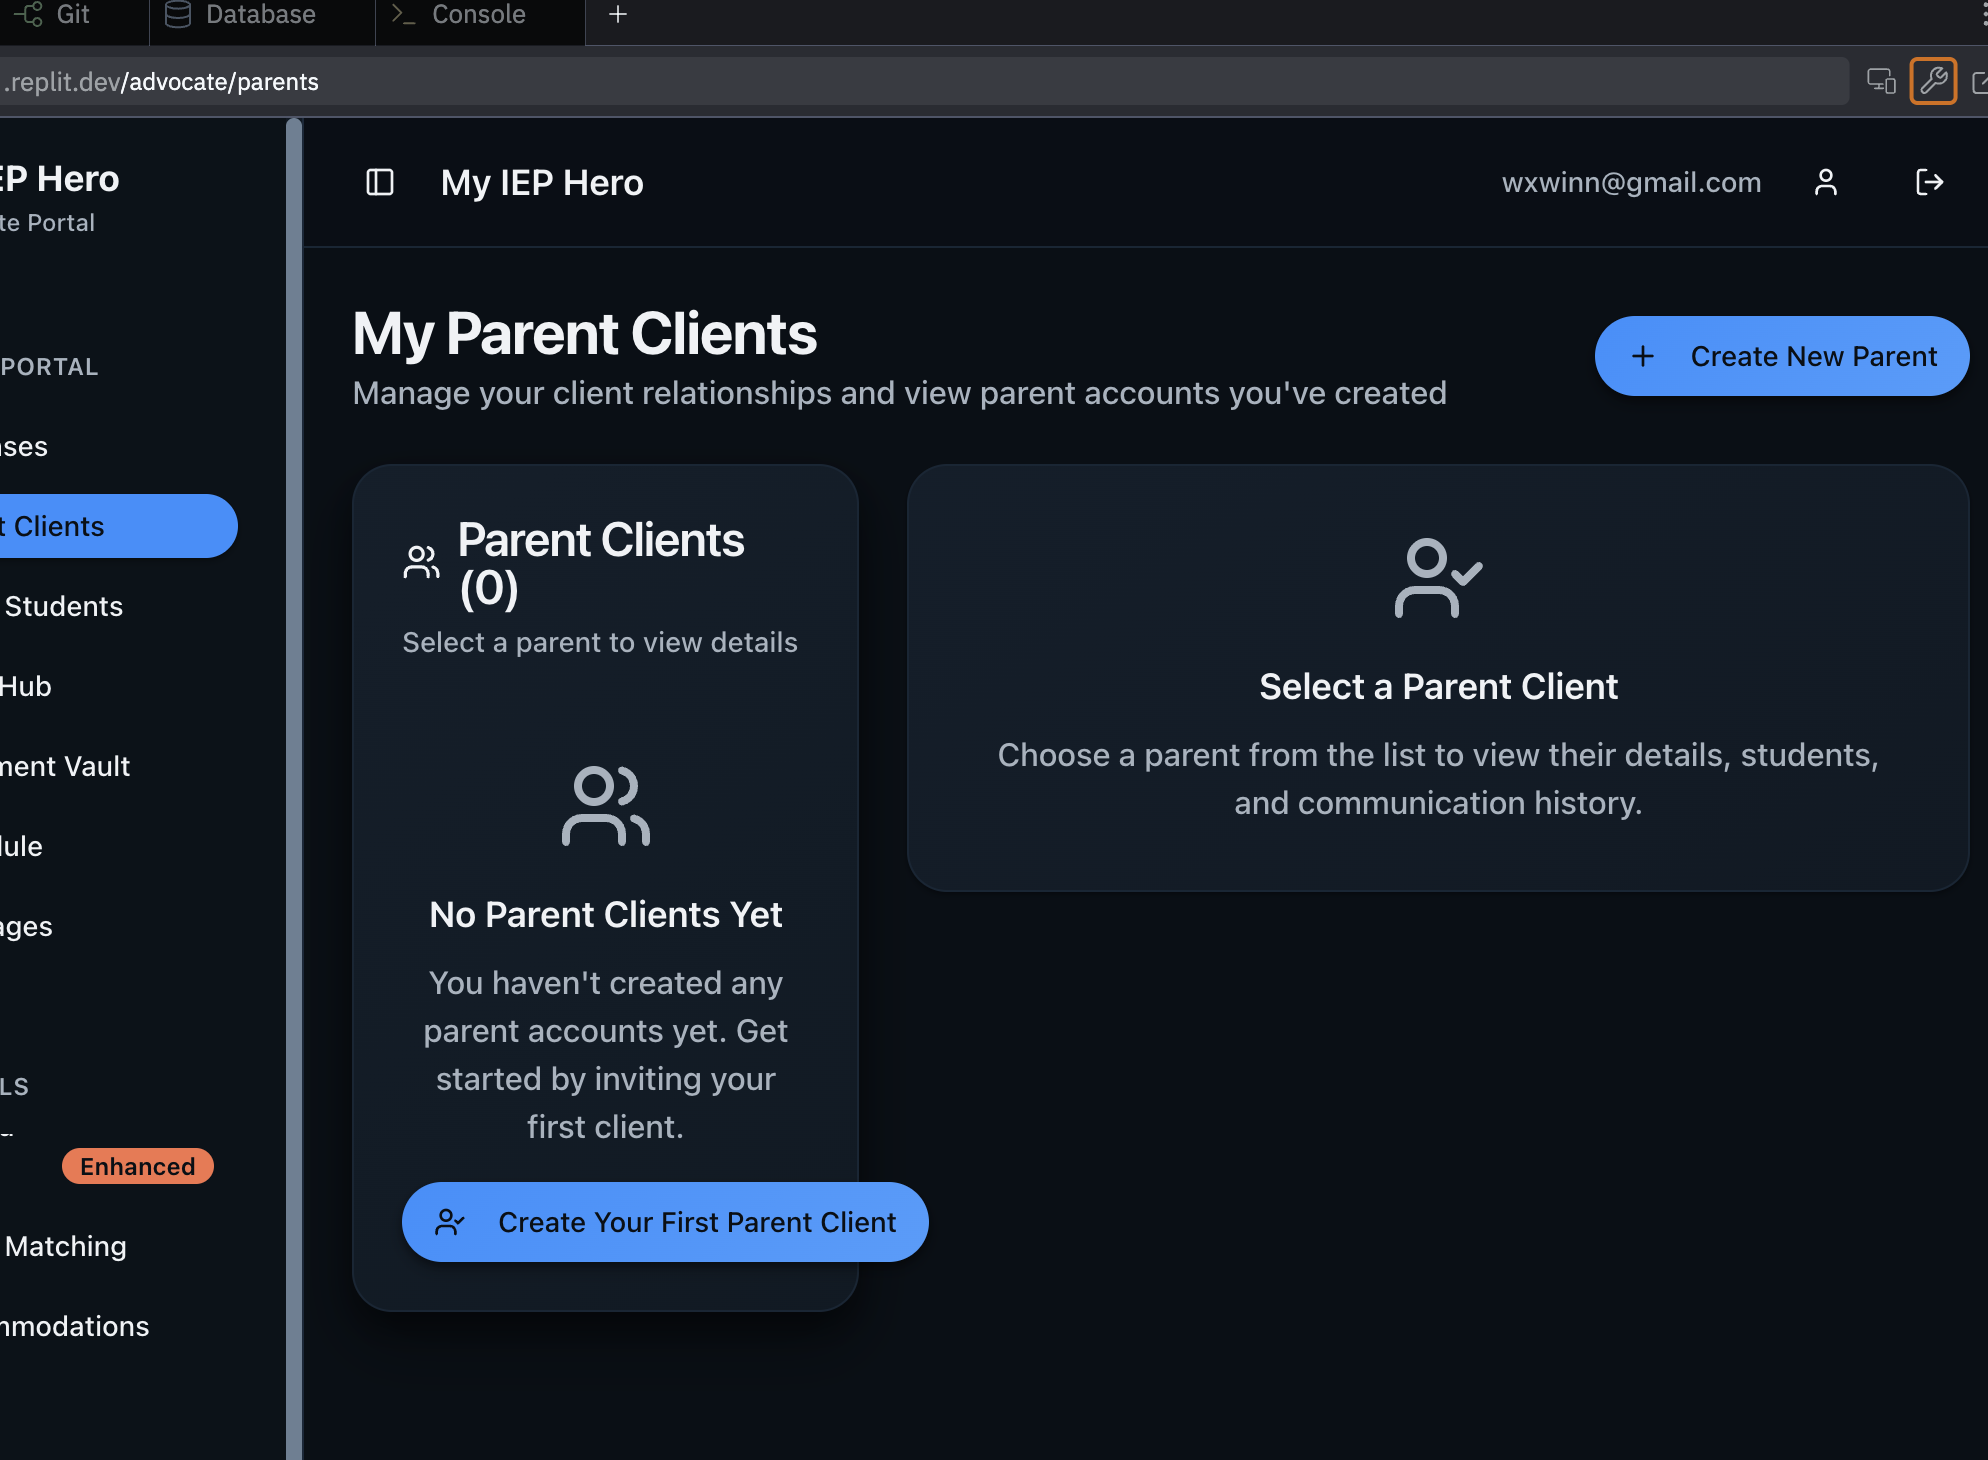 Git
Database
Console
.replit.dev/advocate/parents
EP Hero
te Portal
PORTAL
ses
t Clients
Students
Hub
ment Vault
lule
ages
LS
Enhanced
Matching
mmodations
My IEP Hero
wxwinn@gmail.com
My Parent Clients
Manage your client relationships and view parent accounts you've created
Create New Parent
Parent Clients
(0)
Select a parent to view details
No Parent Clients Yet
You haven't created any
parent accounts yet. Get
started by inviting your
first client.
Create Your First Parent Client
Select a Parent Client
Choose a parent from the list to view their details, students,
and communication history.